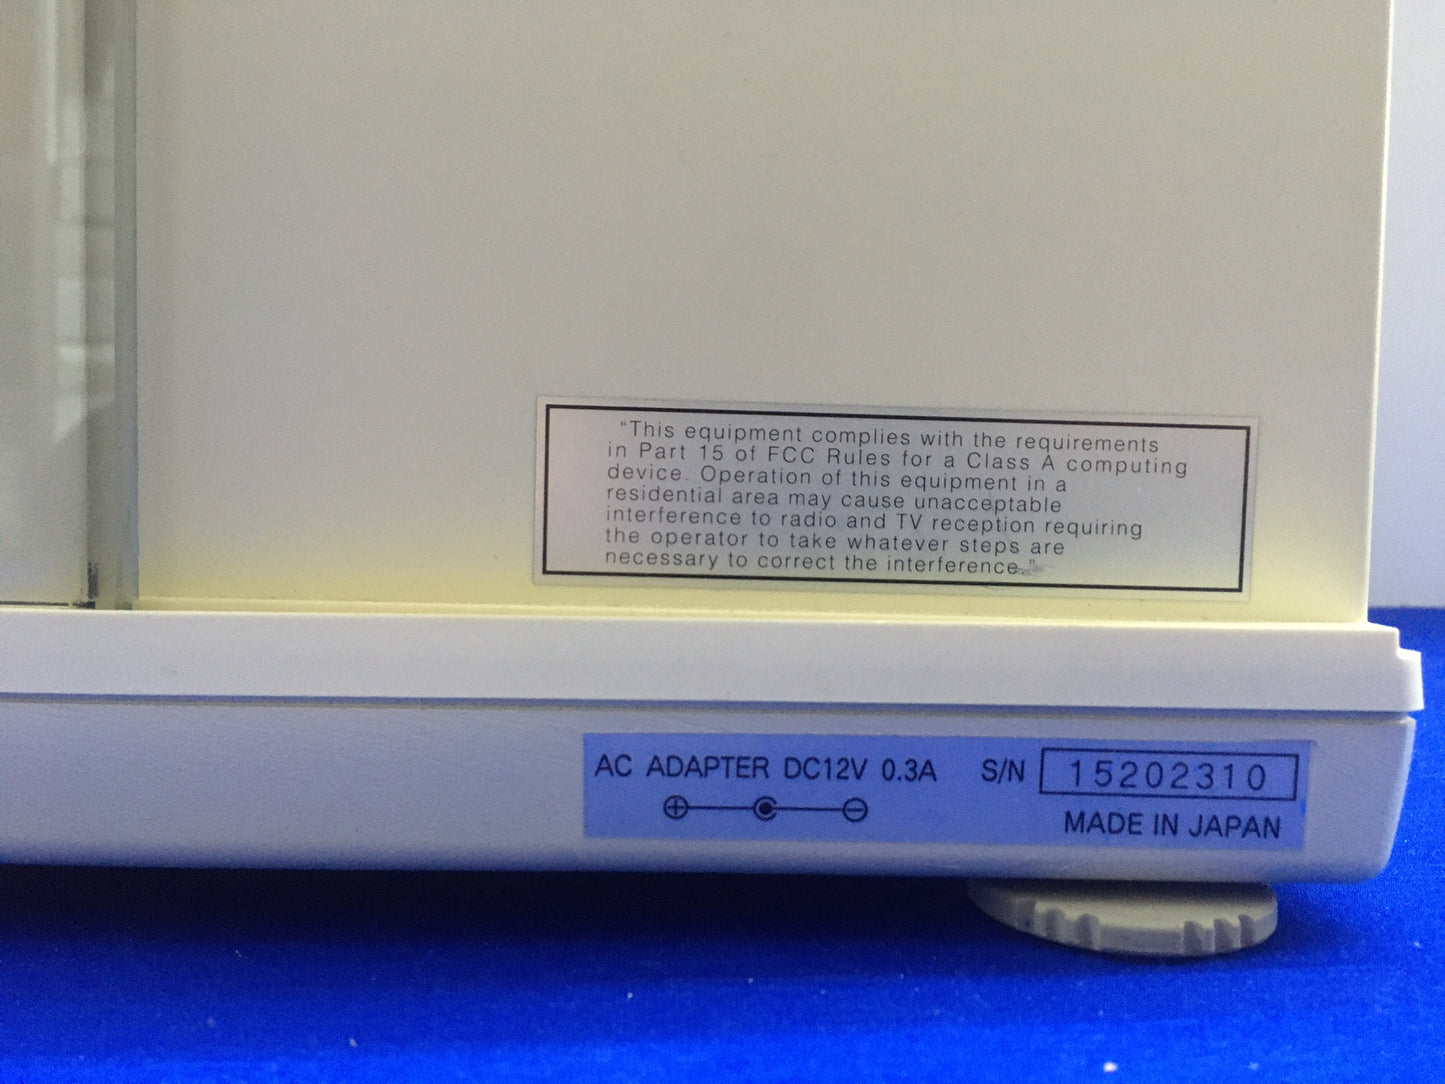 “This equipment complies with the requirements
in Part 15 of FCC Rules for a Class A computing
device. Operation of this equipment in a
residential area may cause unacceptable
interference to radio and TV reception requiring
the operator to take whatever steps are
necessary to correct the interference.”
AC ADAPTER DC12V 0.3A S/N 15202310
MADE IN JAPAN